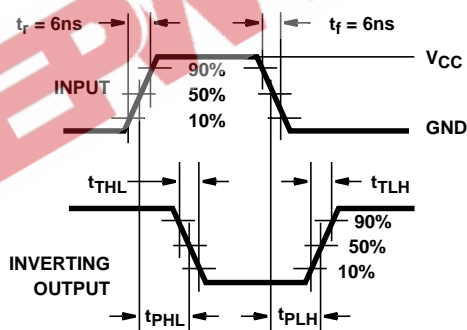 tr = 6ns
tf = 6ns
VCC
INPUT
90%
50%
10%
GND
tTHL
tTLH
90%
50%
10%
INVERTING
OUTPUT
tPHL
tPLH